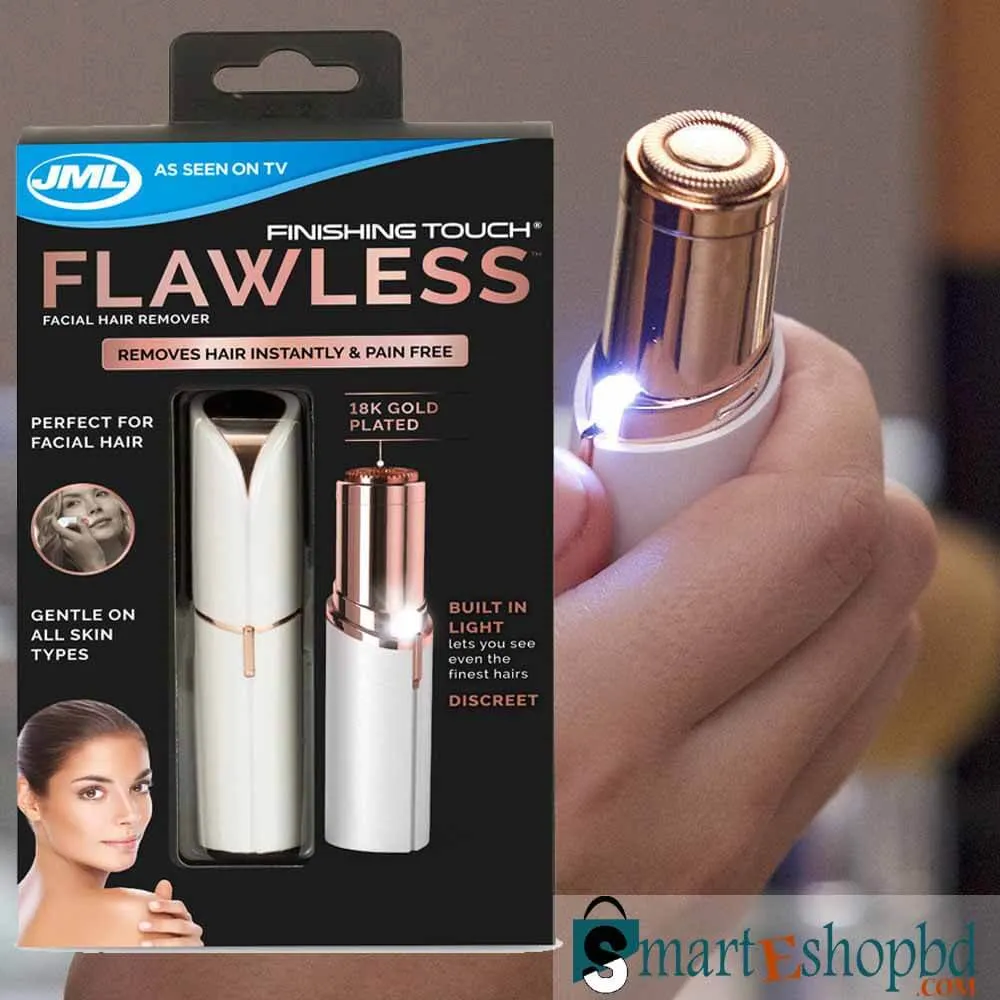 JML
AS SEEN ON TV
FINISHING TOUCH®
FLAWLESS™
FACIAL HAIR REMOVER
REMOVES HAIR INSTANTLY & PAIN FREE
PERFECT FOR
FACIAL HAIR
18K GOLD
PLATED
GENTLE ON
ALL SKIN
TYPES
BUILT IN
LIGHT
lets you see
even the
finest hairs
DISCREET
SmartEshopbd
.COM